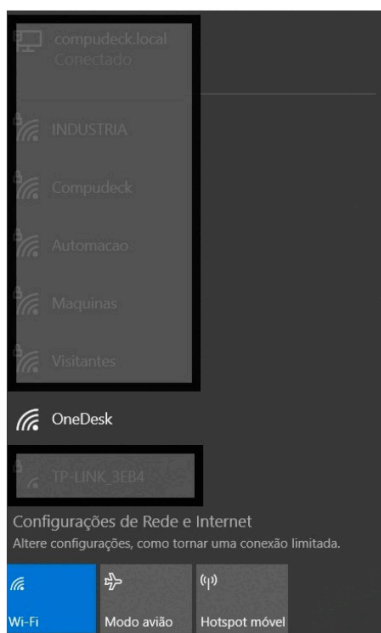 compudeck.local
Conectado
INDUSTRIA
Compudeck
Automacao
Maquinas
Visitantes
OneDesk
TP-LINK_3EB4
Configurações de Rede e Internet
Altere configurações, como tornar uma conexão limitada.
Wi-Fi
Modo avião
Hotspot móvel